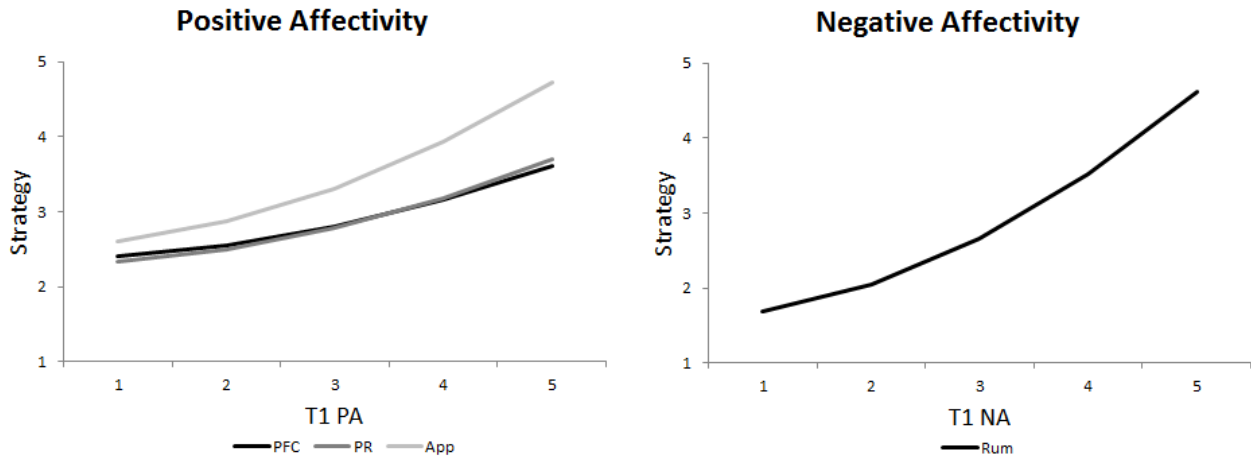 Positive Affectivity
5
4
3
2
1
Strategy
1 2 3 4 5
T1 PA
PFC PR App
Negative Affectivity
5
4
3
2
1
Strategy
1 2 3 4 5
T1 NA
Rum